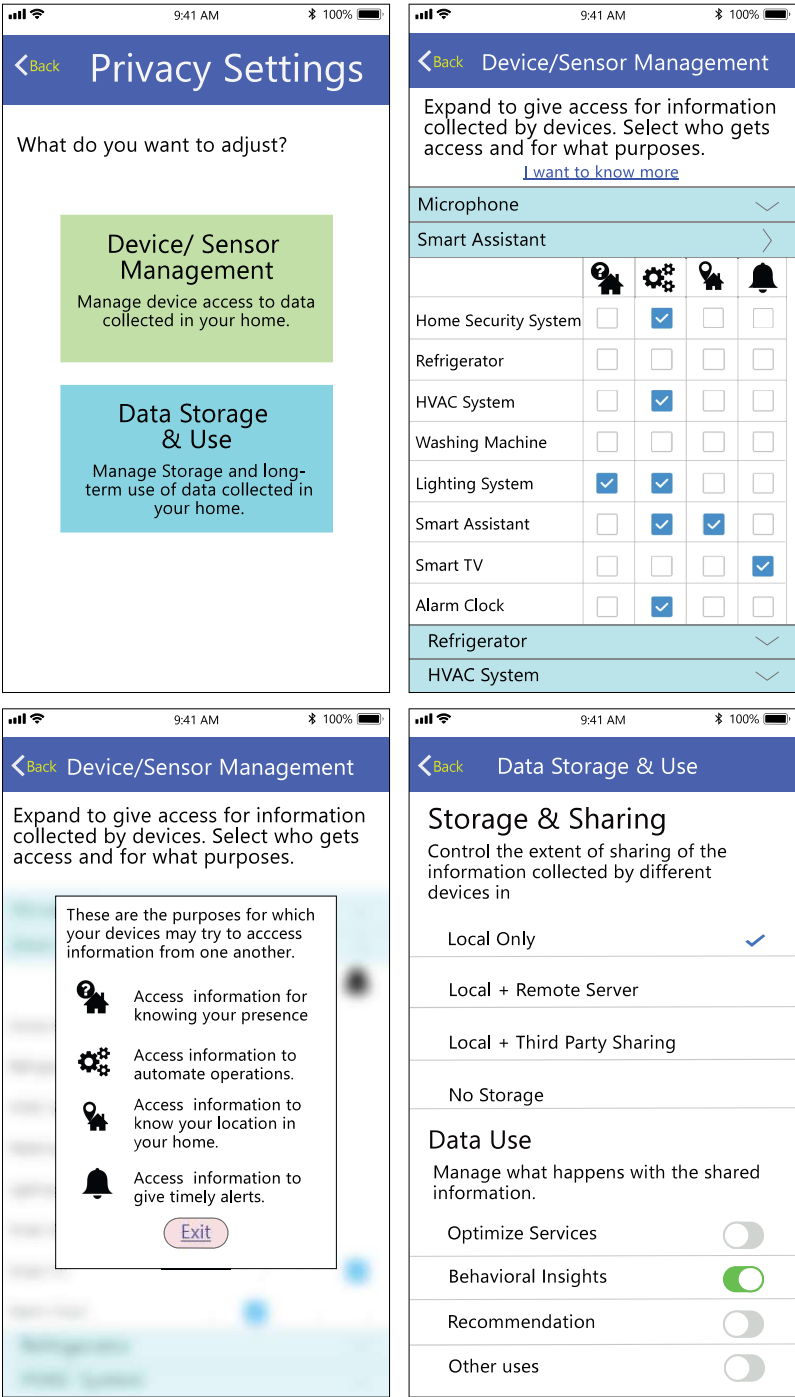 9:41 AM
100%
Back
Privacy Settings
What do you want to adjust?
Device/ Sensor
Management
Manage device access to data
collected in your home.
Data Storage
& Use
Manage Storage and long-
term use of data collected in
your home.
9:41 AM
100%
Back
Device/Sensor Management
Expand to give access for information
collected by devices. Select who gets
access and for what purposes.
I want to know more
Microphone
Smart Assistant
Home Security System
Refrigerator
HVAC System
Washing Machine
Lighting System
Smart Assistant
Smart TV
Alarm Clock
Refrigerator
HVAC System
9:41 AM
100%
Back
Device/Sensor Management
Expand to give access for information
collected by devices. Select who gets
access and for what purposes.
These are the purposes for which
your devices may try to acccess
information from one another.
Access information for
knowing your presence
Access information to
automate operations.
Access information to
know your location in
your home.
Access information to
give timely alerts.
Exit
9:41 AM
100%
Back
Data Storage & Use
Storage & Sharing
Control the extent of sharing of the
information collected by different
devices in
Local Only
Local + Remote Server
Local + Third Party Sharing
No Storage
Data Use
Manage what happens with the shared
information.
Optimize Services
Behavioral Insights
Recommendation
Other uses